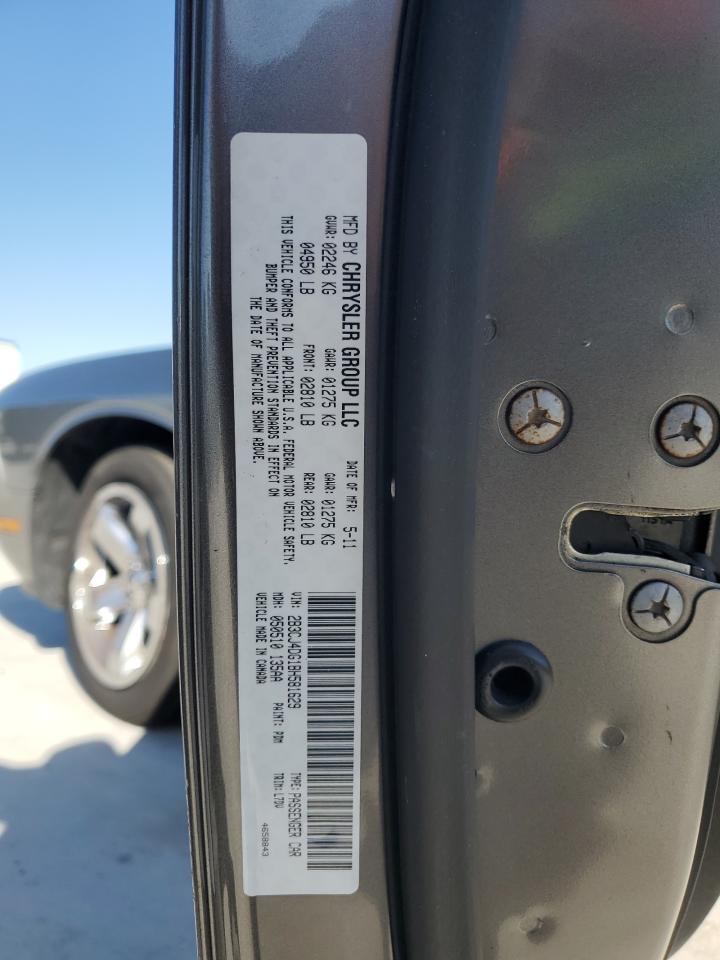 MFD BY CHRYSLER GROUP LLC
DATE OF MFR: 5-11
GVWR: 02246 KG
04950 LB
GAWR: 01275 KG
FRONT: 02810 LB
GAWR: 01275 KG
REAR: 02810 LB
THIS VEHICLE CONFORMS TO ALL APPLICABLE U.S.A. FEDERAL MOTOR VEHICLE SAFETY,
BUMPER AND THEFT PREVENTION STANDARDS IN EFFECT ON
THE DATE OF MANUFACTURE SHOWN ABOVE.
VIN: 2B3CJ4DG1BH581629
TYPE: PASSENGER CAR
MDH: 050510 135AA
PAINT: PDM
TRIM: L7DV
VEHICLE MADE IN CANADA
4658843